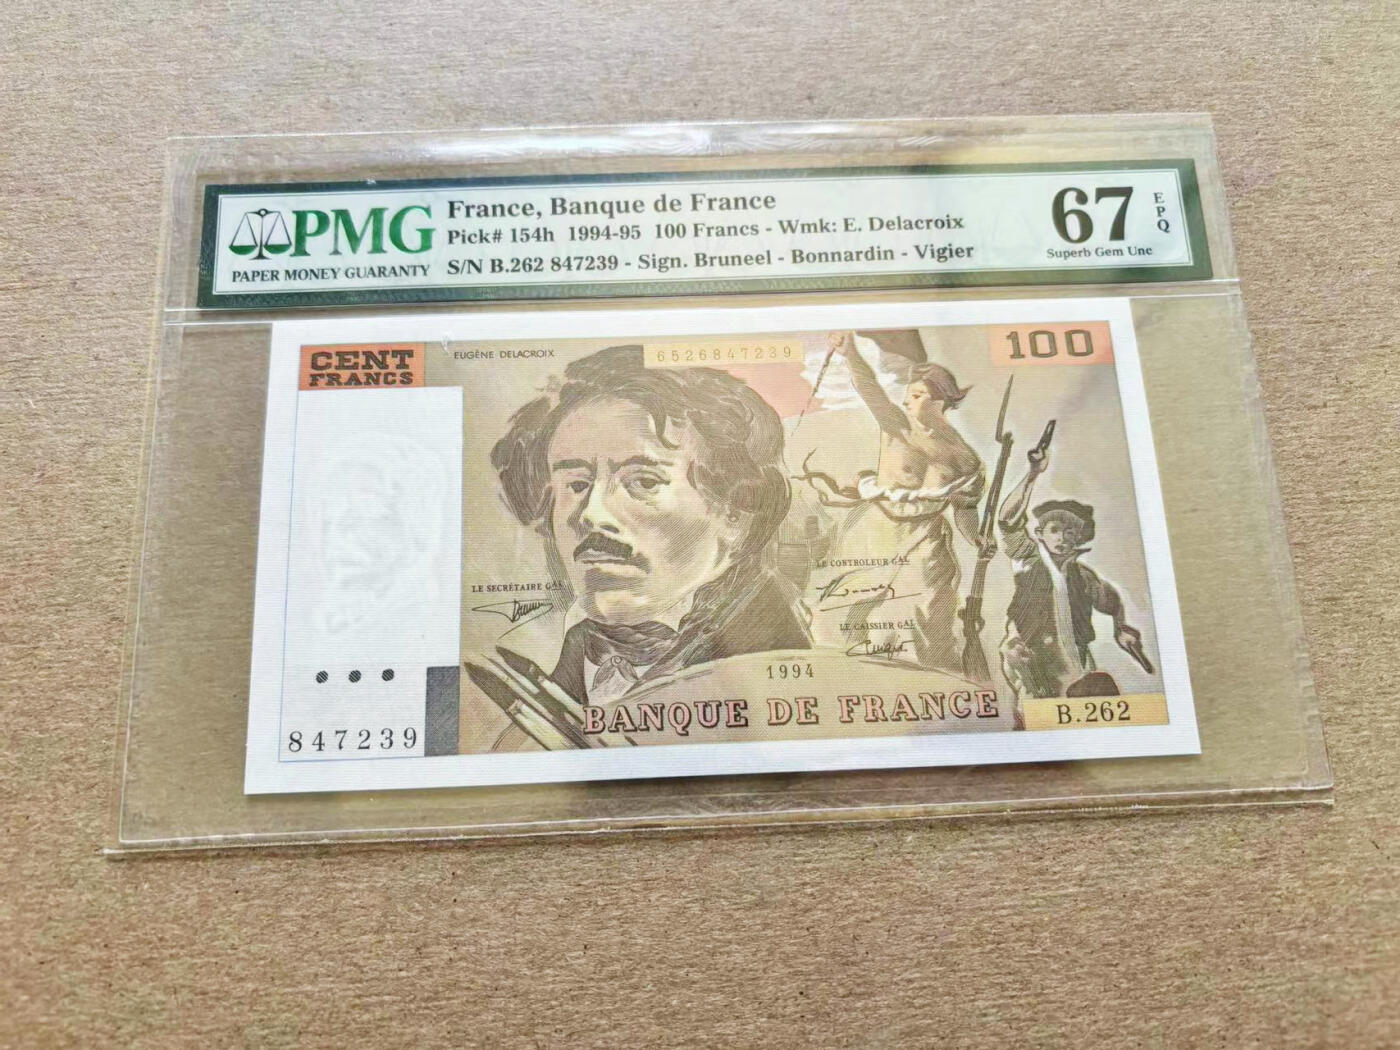 PMG
PAPER MONEY GUARANTY
France, Banque de France
Pick# 154h 1994-95 100 Francs - Wmk: E. Delacroix
S/N B.262 847239 - Sign. Bruneel - Bonnardin - Vigier
67
EPQ
Superb Gem Unc
CENT
FRANCS
EUGÈNE DELACROIX
6526847239
100
LE SECRÉTAIRE GAL
LE CONTROLEUR GAL
LE CAISSIER GAL
1994
BANQUE DE FRANCE
B.262
847239